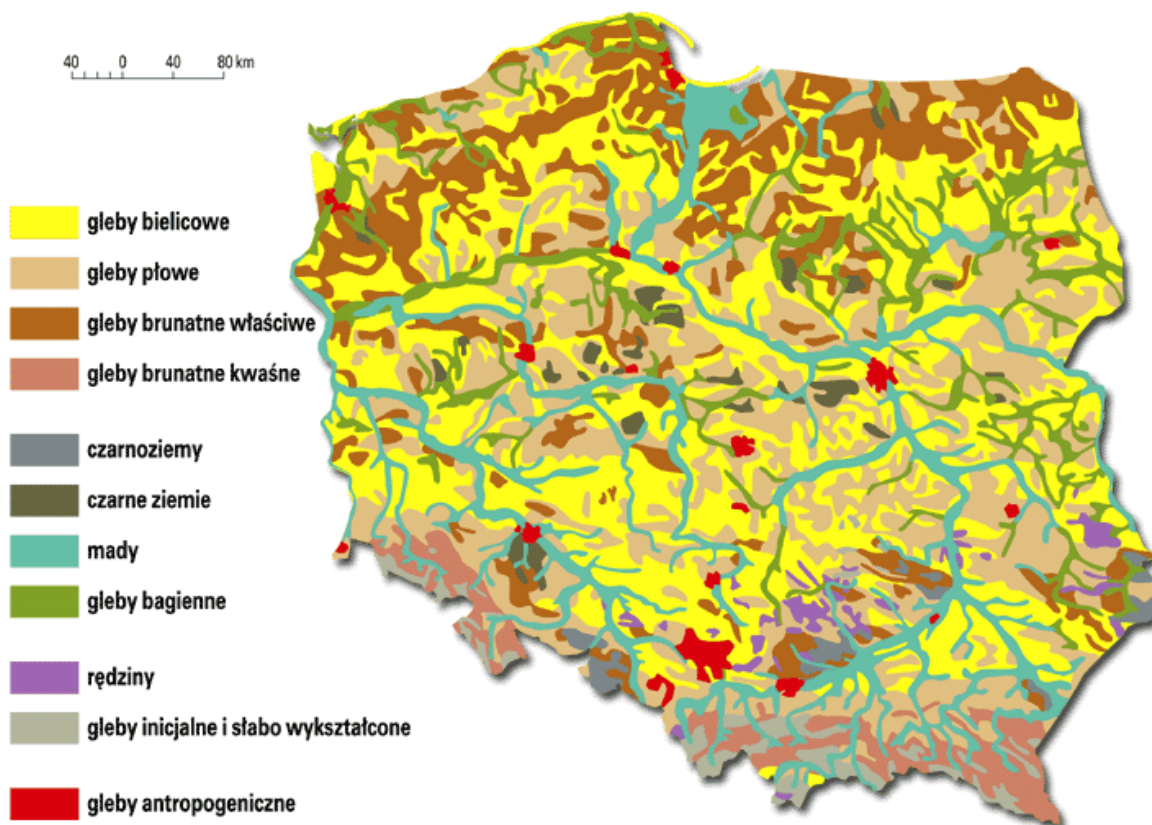 40 0 40 80 km
gleby bielicowe
gleby płowe
gleby brunatne właściwe
gleby brunatne kwaśne
czarnoziemy
czarne ziemie
mady
gleby bagienne
rędziny
gleby inicjalne i słabo wykształcone
gleby antropogeniczne